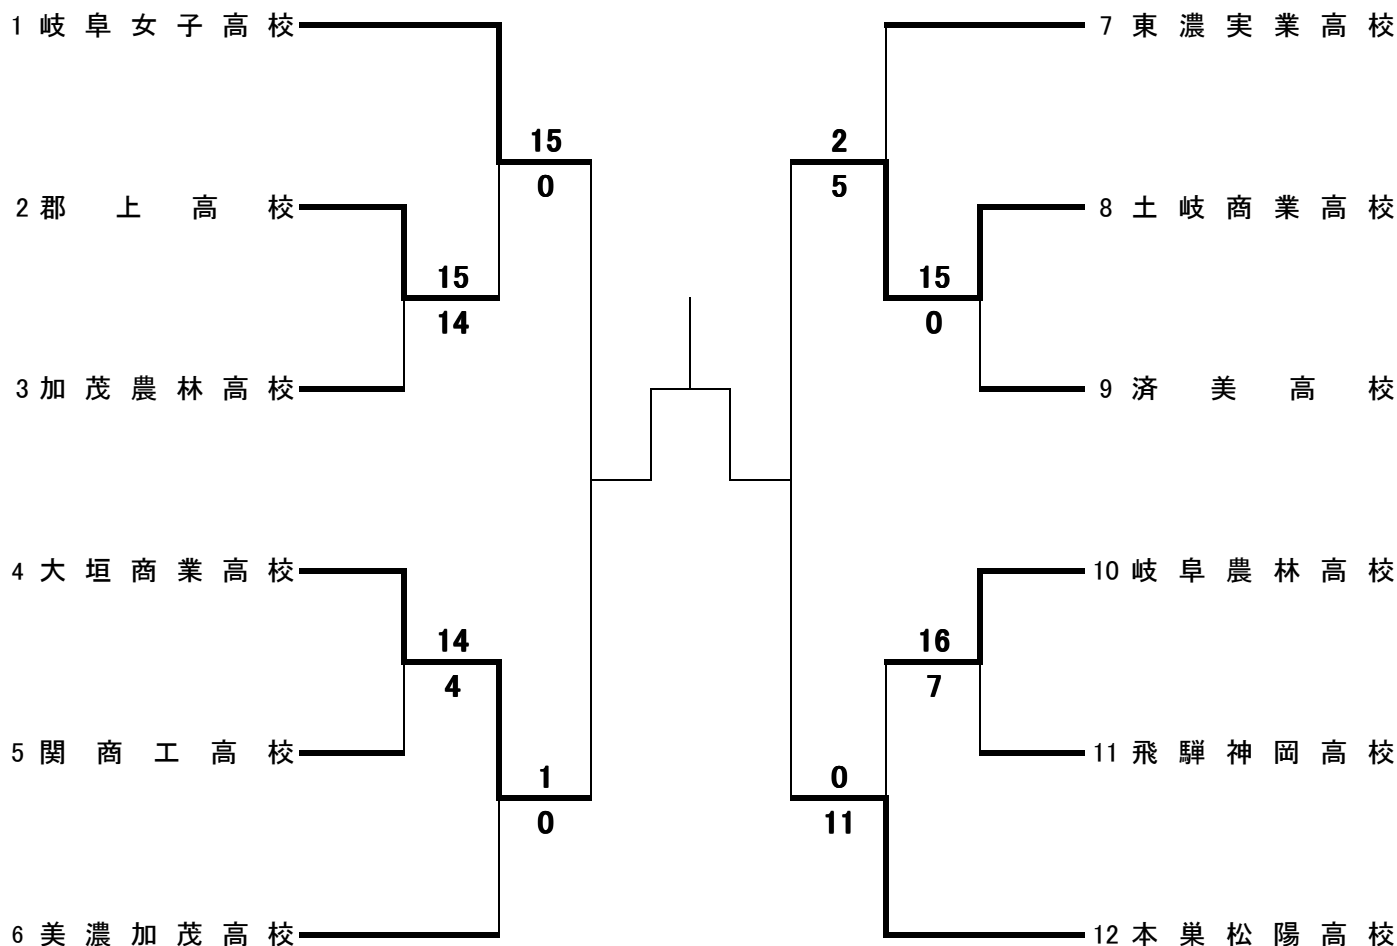 1 岐阜女子高校
7 東濃実業高校
15
0
2
5
2 郡上高校
8 土岐商業高校
15
14
15
0
3 加茂農林高校
9 済美高校
4 大垣商業高校
10 岐阜農林高校
14
4
16
7
5 関商工高校
11 飛騨神岡高校
1
0
0
11
6 美濃加茂高校
12 本巣松陽高校